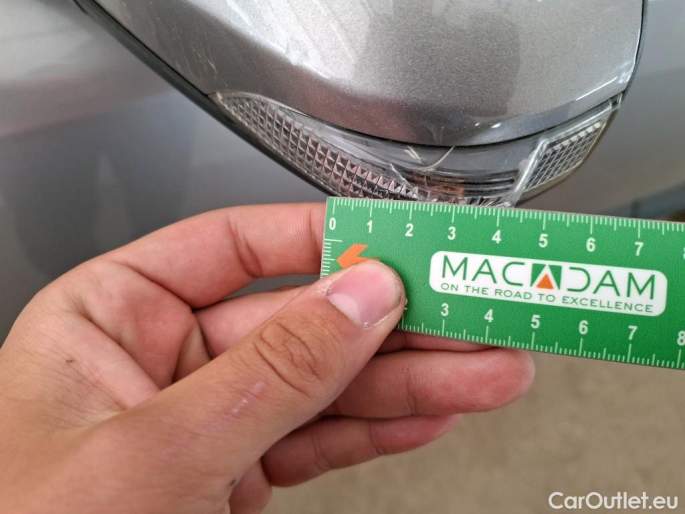 0 1 2 3 4 5 6 7
MACADAM
ON THE ROAD TO EXCELLENCE
3 4 5 6 7 8
CarOutlet.eu